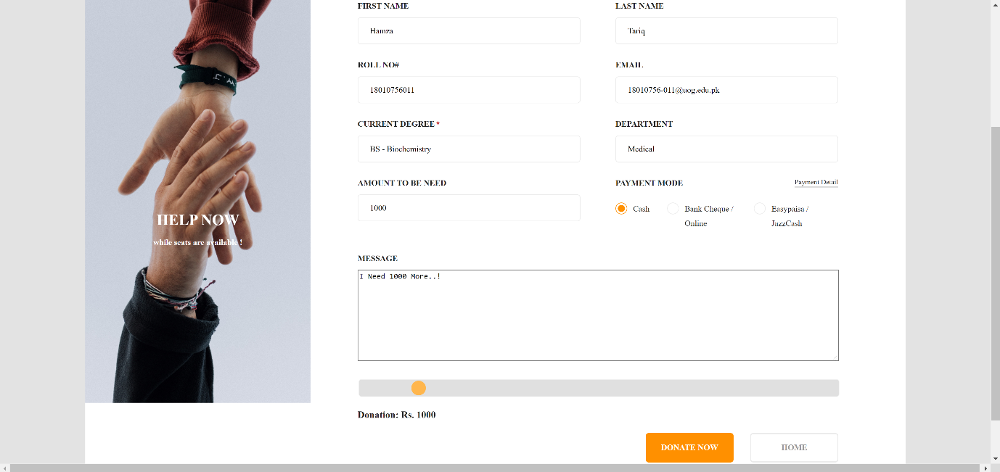 FIRST NAME
LAST NAME
Hamza
Tariq
ROLL NO#
EMAIL
18010756011
18010756-011@uog.edu.pk
CURRENT DEGREE *
DEPARTMENT
BS - Biochemistry
Medical
AMOUNT TO BE NEED
PAYMENT MODE
Payment Detail
1000
Cash
Bank Cheque /
Online
Easypaisa /
JazzCash
HELP NOW
while seats are available !
MESSAGE
I Need 1000 More..!
Donation: Rs. 1000
DONATE NOW
HOME